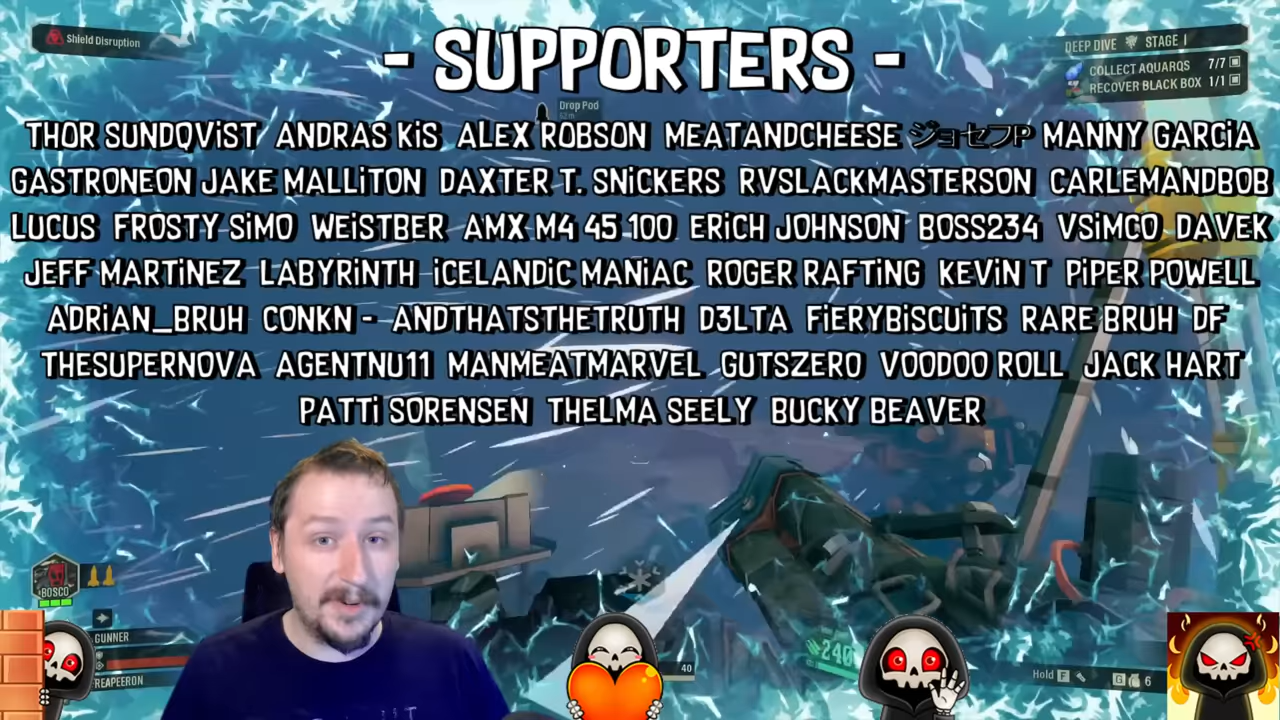 Shield Disruption
- SUPPORTERS -
DEEP DIVE STAGE 1
COLLECT AQUARQS 7/7
RECOVER BLACK BOX 1/1
Drop Pod
THOR SUNDQViST ANDRAS KiS ALEX ROBSON MEATANDCHEESE ジョセフP MANNY GARCiA
GASTRONEON JAKE MALLiTON DAXTER T. SNiCKERS RVSLACKMASTERSON CARLEMANDBOB
LUCUS FROSTY SiMO WEiSTBER AMX M4 45 100 ERiCH JOHNSON BOSS234 VSiMCO DAVEK
JEFF MARTiNEZ LABYRiNTH iCELANDiC MANiAC ROGER RAFTiNG KEViN T PiPER POWELL
ADRiAN_BRUH CONKN - ANDTHATSTHETRUTH D3LTA FiERYBiSCUiTS RARE BRUH DF
THESUPERNOVA AGENTNU11 MANMEATMARVEL GUTSZERO VOODOO ROLL JACK HART
PATTi SORENSEN THELMA SEELY BUCKY BEAVER
BOSCO
GUNNER
REAPEERON
40
240
Hold F
G 6